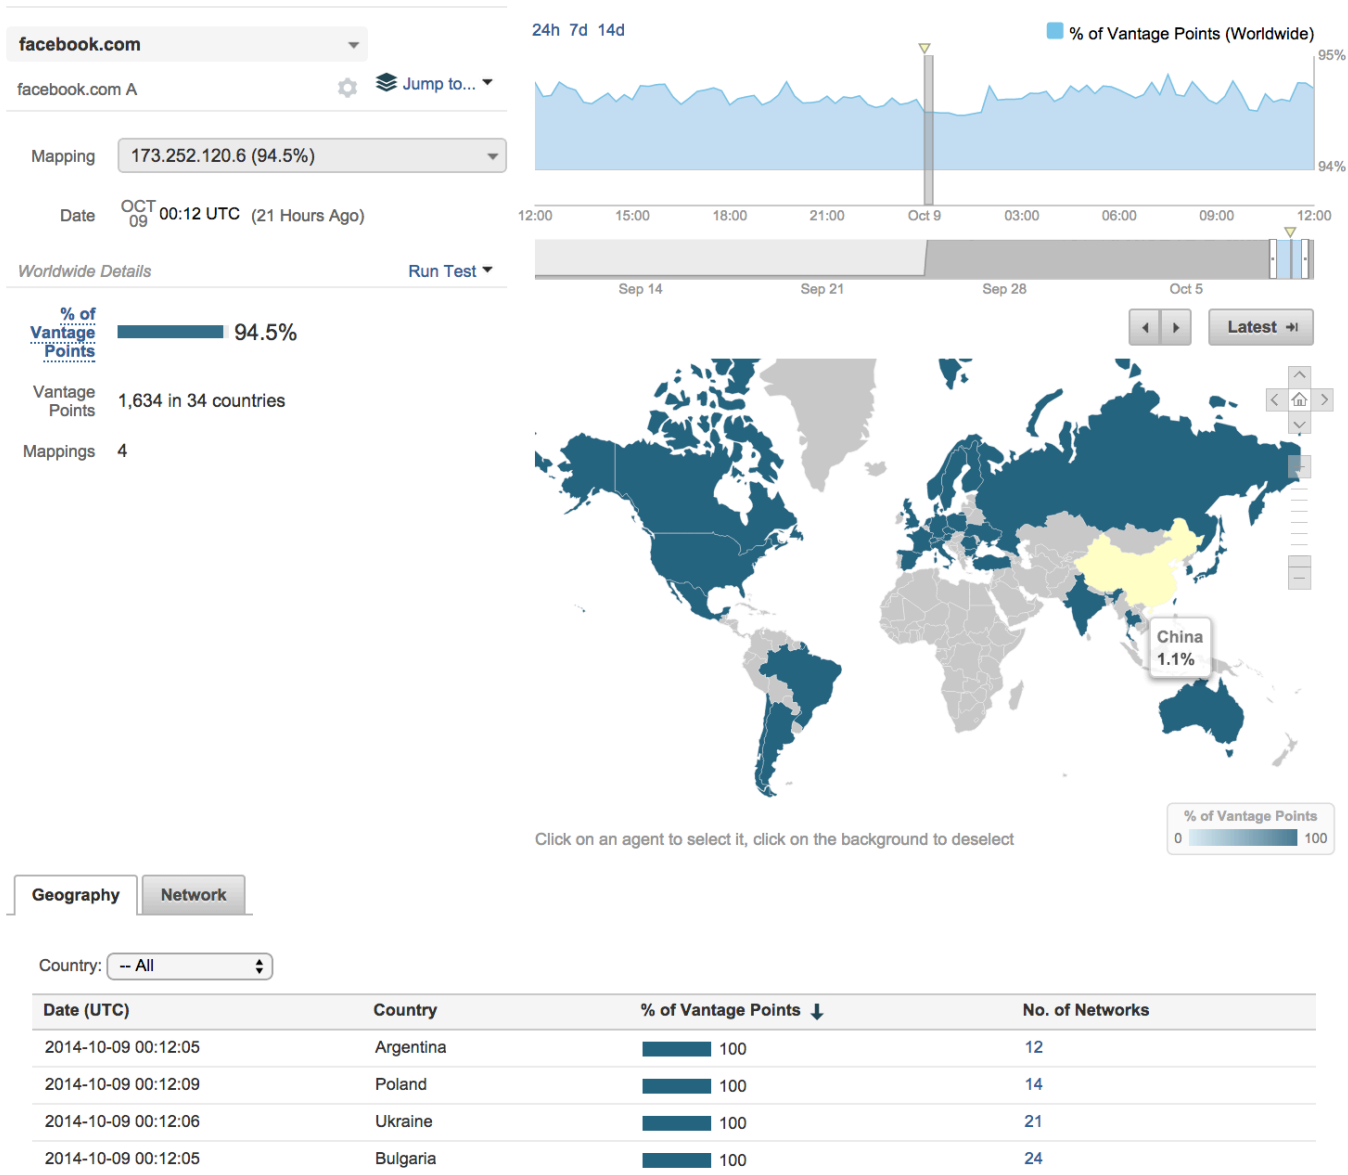 facebook.com
facebook.com A
Jump to...
Mapping
173.252.120.6 (94.5%)
Date
OCT
09
00:12 UTC
(21 Hours Ago)
Worldwide Details
Run Test
% of
Vantage
Points
94.5%
Vantage
Points
1,634 in 34 countries
Mappings
4
24h 7d 14d
% of Vantage Points (Worldwide)
95%
94%
12:00 15:00 18:00 21:00 Oct 9 03:00 06:00 09:00 12:00
Sep 14 Sep 21 Sep 28 Oct 5
Latest
China
1.1%
% of Vantage Points
0 100
Click on an agent to select it, click on the background to deselect
Geography
Network
Country: -- All
Date (UTC) Country % of Vantage Points No. of Networks
2014-10-09 00:12:05 Argentina 100 12
2014-10-09 00:12:09 Poland 100 14
2014-10-09 00:12:06 Ukraine 100 21
2014-10-09 00:12:05 Bulgaria 100 24